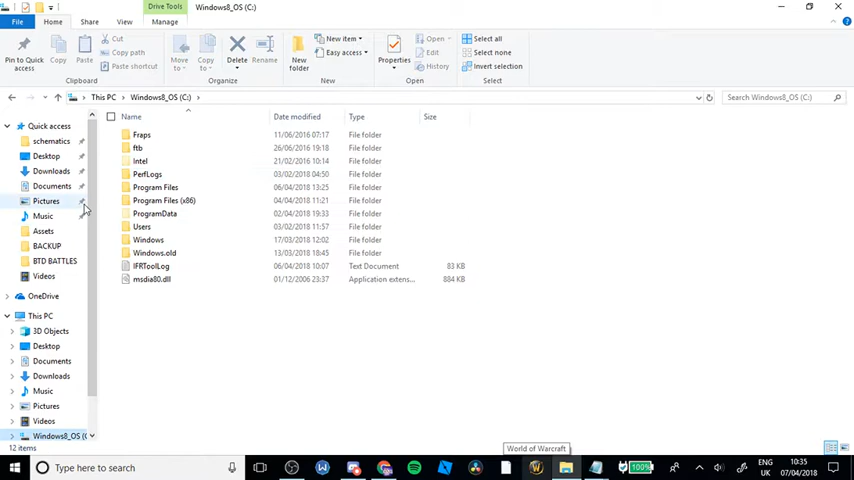 Drive Tools
Windows8_OS (C:)
File
Home
Share
View
Manage
Pin to Quick access
Copy
Paste
Cut
Copy path
Paste shortcut
Clipboard
Move to
Copy to
Delete
Rename
Organize
New folder
New item
Easy access
New
Properties
Open
Edit
History
Open
Select all
Select none
Invert selection
Select
This PC
Windows8_OS (C:)
Search Windows8_OS (C:)
Name
Date modified
Type
Size
Quick access
schematics
Desktop
Downloads
Documents
Pictures
Music
Assets
BACKUP
BTD BATTLES
Videos
OneDrive
This PC
3D Objects
Desktop
Documents
Downloads
Music
Pictures
Videos
Windows8_OS (
Fraps 11/06/2016 07:17 File folder
ftb 26/06/2016 19:18 File folder
Intel 21/02/2016 10:14 File folder
PerfLogs 03/02/2018 04:50 File folder
Program Files 06/04/2018 13:25 File folder
Program Files (x86) 04/04/2018 11:21 File folder
ProgramData 02/04/2018 19:33 File folder
Users 03/02/2018 11:57 File folder
Windows 17/03/2018 12:02 File folder
Windows.old 13/03/2018 18:45 File folder
IFRToolLog 06/04/2018 10:07 Text Document 83 KB
msdia80.dll 01/12/2006 23:37 Application extens... 884 KB
12 items
World of Warcraft
Type here to search
100%
ENG
UK
10:35
07/04/2018